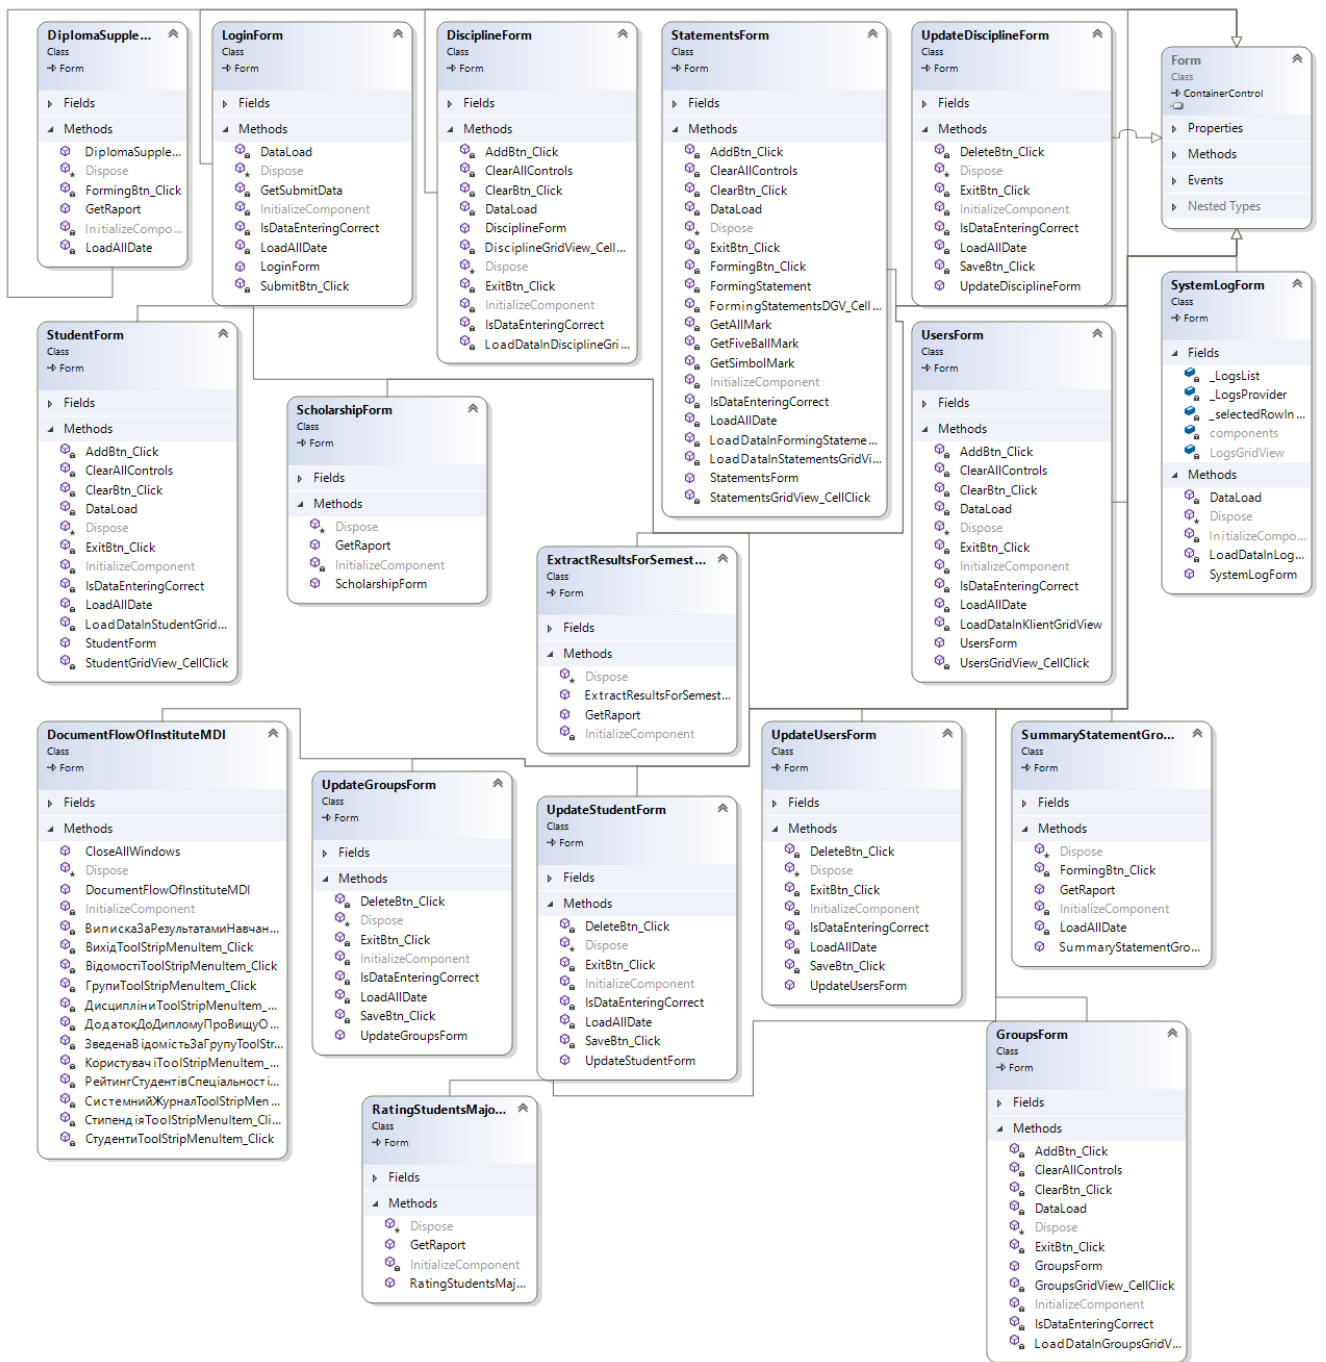 DiplomaSupple...
Class
Form
Fields
Methods
DiplomaSupple...
Dispose
FormingBtn_Click
GetRaport
InitializeCompo...
LoadAllDate
LoginForm
Class
Form
Fields
Methods
DataLoad
Dispose
GetSubmitData
InitializeComponent
IsDataEnteringCorrect
LoadAllDate
LoginForm
SubmitBtn_Click
DisciplineForm
Class
Form
Fields
Methods
AddBtn_Click
ClearAllControls
ClearBtn_Click
DataLoad
DisciplineForm
DisciplineGridView_Cell...
Dispose
ExitBtn_Click
InitializeComponent
IsDataEnteringCorrect
LoadDataInDisciplineGri...
StatementsForm
Class
Form
Fields
Methods
AddBtn_Click
ClearAllControls
ClearBtn_Click
DataLoad
Dispose
ExitBtn_Click
FormingBtn_Click
FormingStatement
FormingStatementsDGV_Cell...
GetAllMark
GetFiveBallMark
GetSimbolMark
InitializeComponent
IsDataEnteringCorrect
LoadAllDate
LoadDataInFormingStateme...
LoadDataInStatementsGridVi...
StatementsForm
StatementsGridView_CellClick
UpdateDisciplineForm
Class
Form
Fields
Methods
DeleteBtn_Click
Dispose
ExitBtn_Click
InitializeComponent
IsDataEnteringCorrect
LoadAllDate
SaveBtn_Click
UpdateDisciplineForm
Form
Class
ContainerControl
Properties
Methods
Events
Nested Types
StudentForm
Class
Form
Fields
Methods
AddBtn_Click
ClearAllControls
ClearBtn_Click
DataLoad
Dispose
ExitBtn_Click
InitializeComponent
IsDataEnteringCorrect
LoadAllDate
LoadDataInStudentGrid...
StudentForm
StudentGridView_CellClick
ScholarshipForm
Class
Form
Fields
Methods
Dispose
GetRaport
InitializeComponent
ScholarshipForm
ExtractResultsForSemest...
Class
Form
Fields
Methods
Dispose
ExtractResultsForSemest...
GetRaport
InitializeComponent
UsersForm
Class
Form
Fields
Methods
AddBtn_Click
ClearAllControls
ClearBtn_Click
DataLoad
Dispose
ExitBtn_Click
InitializeComponent
IsDataEnteringCorrect
LoadAllDate
LoadDataInKlientGridView
UsersForm
UsersGridView_CellClick
SystemLogForm
Class
Form
Fields
_LogsList
_LogsProvider
_selectedRowIn...
components
LogsGridView
Methods
DataLoad
Dispose
InitializeCompo...
LoadDataInLog...
SystemLogForm
DocumentFlowOfInstituteMDI
Class
Form
Fields
Methods
CloseAllWindows
Dispose
DocumentFlowOfInstituteMDI
InitializeComponent
ВипискаЗаРезультатамиНавчан...
ВихідToolStripMenuItem_Click
ВідомостіToolStripMenuItem_Click
ГрупиToolStripMenuItem_Click
ДисципліниToolStripMenuItem_...
ДодатокДоДипломуПроВищуО...
ЗведенаВідомістьЗаГрупуToolStr...
КористувачіToolStripMenuItem_...
РейтингСтудентівСпеціальності...
СистемнийЖурналToolStripMen...
СтипендіяToolStripMenuItem_Cli...
СтудентиToolStripMenuItem_Click
UpdateGroupsForm
Class
Form
Fields
Methods
DeleteBtn_Click
Dispose
ExitBtn_Click
InitializeComponent
IsDataEnteringCorrect
LoadAllDate
SaveBtn_Click
UpdateGroupsForm
UpdateStudentForm
Class
Form
Fields
Methods
DeleteBtn_Click
Dispose
ExitBtn_Click
InitializeComponent
IsDataEnteringCorrect
LoadAllDate
SaveBtn_Click
UpdateStudentForm
UpdateUsersForm
Class
Form
Fields
Methods
DeleteBtn_Click
Dispose
ExitBtn_Click
InitializeComponent
IsDataEnteringCorrect
LoadAllDate
SaveBtn_Click
UpdateUsersForm
SummaryStatementGro...
Class
Form
Fields
Methods
Dispose
FormingBtn_Click
GetRaport
InitializeComponent
LoadAllDate
SummaryStatementGro...
RatingStudentsMajo...
Class
Form
Fields
Methods
Dispose
GetRaport
InitializeComponent
RatingStudentsMaj...
GroupsForm
Class
Form
Fields
Methods
AddBtn_Click
ClearAllControls
ClearBtn_Click
DataLoad
Dispose
ExitBtn_Click
GroupsForm
GroupsGridView_CellClick
InitializeComponent
IsDataEnteringCorrect
LoadDataInGroupsGridV...